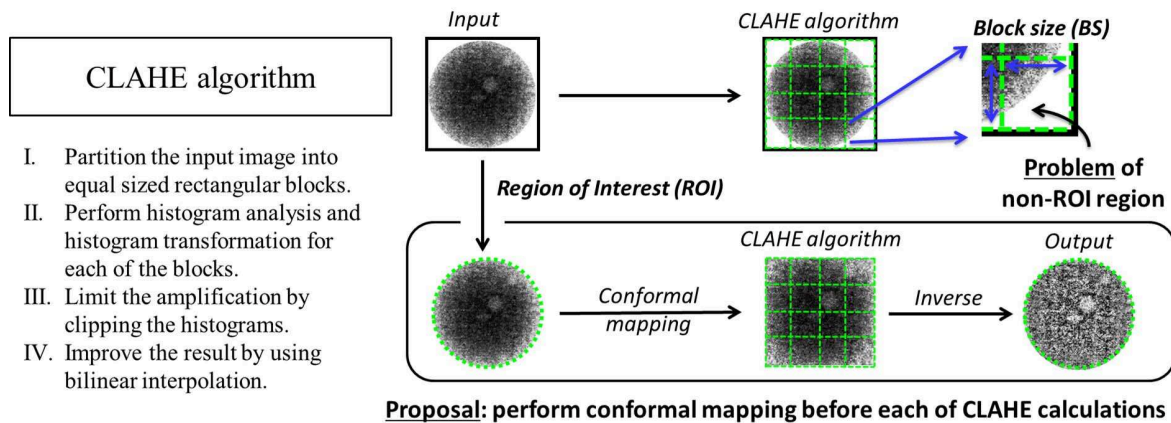 CLAHE algorithm
I. Partition the input image into
equal sized rectangular blocks.
II. Perform histogram analysis and
histogram transformation for
each of the blocks.
III. Limit the amplification by
clipping the histograms.
IV. Improve the result by using
bilinear interpolation.
Input
CLAHE algorithm
Block size (BS)
Problem of
non-ROI region
Region of Interest (ROI)
CLAHE algorithm
Output
Conformal
mapping
Inverse
Proposal: perform conformal mapping before each of CLAHE calculations